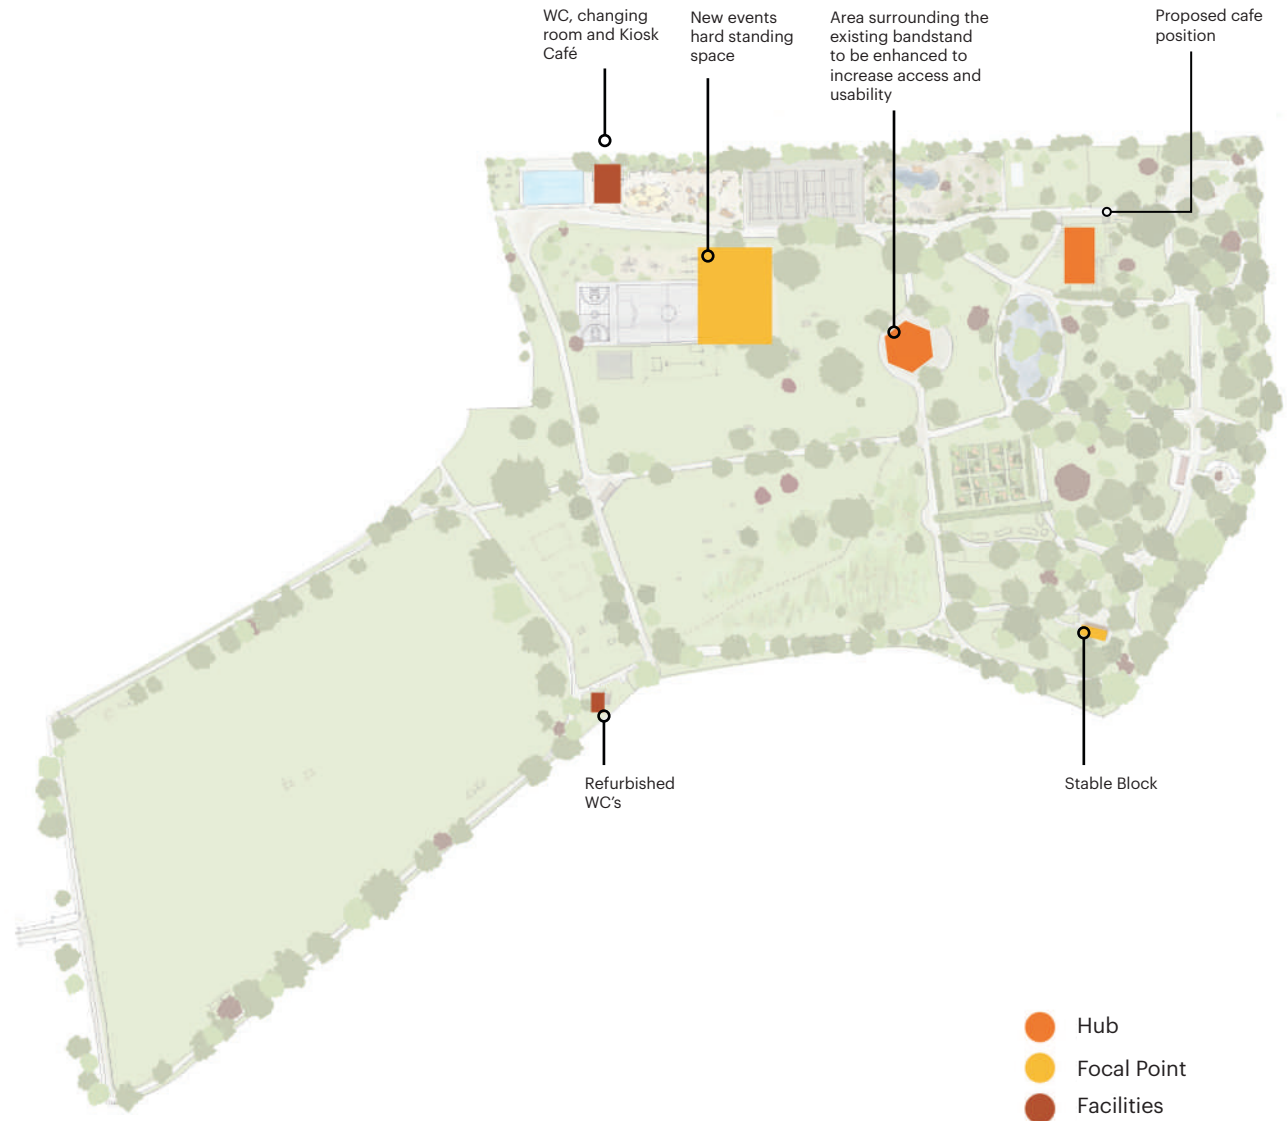 WC, changing
room and Kiosk
Café
New events
hard standing
space
Area surrounding the
existing bandstand
to be enhanced to
increase access and
usability
Proposed cafe
position
Refurbished
WC's
Stable Block
Hub
Focal Point
Facilities